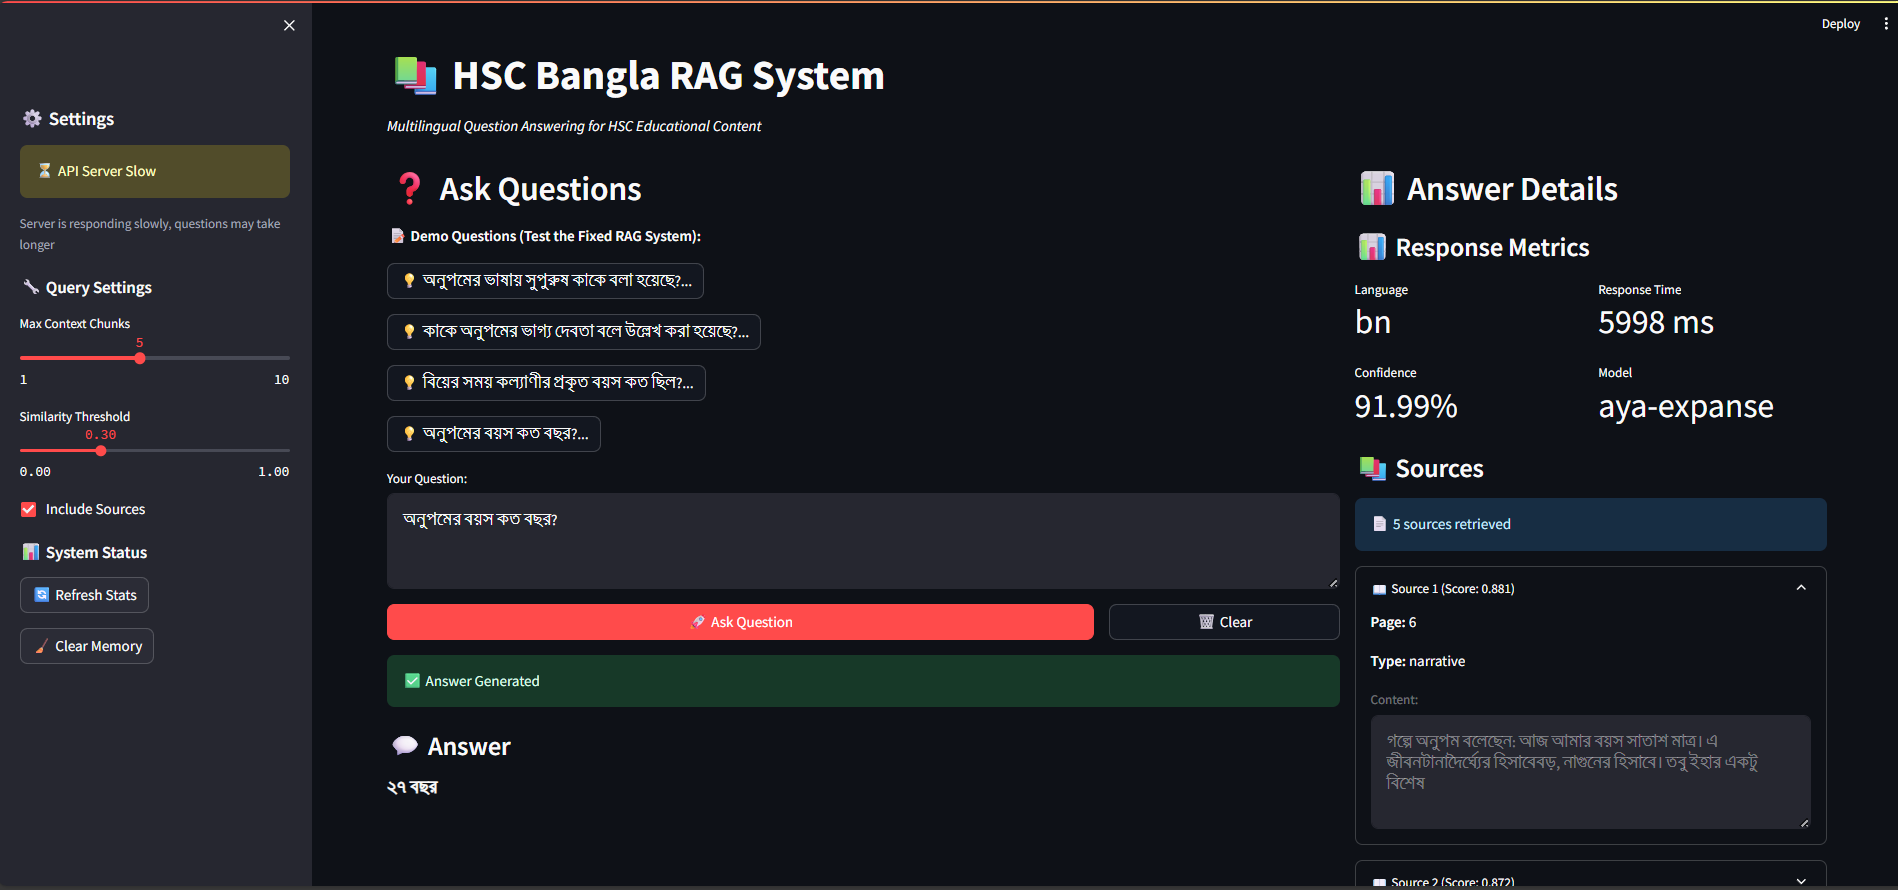 Deploy
Settings
API Server Slow
Server is responding slowly, questions may take
longer
Query Settings
Max Context Chunks
5
1 10
Similarity Threshold
0.30
0.00 1.00
Include Sources
System Status
Refresh Stats
Clear Memory
HSC Bangla RAG System
Multilingual Question Answering for HSC Educational Content
Ask Questions
Demo Questions (Test the Fixed RAG System):
অনুপমের ভাষায় সুপুরুষ কাকে বলা হয়েছে?...
কাকে অনুপমের ভাগ্য দেবতা বলে উল্লেখ করা হয়েছে?...
বিয়ের সময় কল্যাণীর প্রকৃত বয়স কত ছিল?...
অনুপমের বয়স কত বছর?...
Your Question:
অনুপমের বয়স কত বছর?
Ask Question
Clear
Answer Generated
Answer
২৭ বছর
Answer Details
Response Metrics
Language Response Time
bn 5998 ms
Confidence Model
91.99% aya-expanse
Sources
5 sources retrieved
Source 1 (Score: 0.881)
Page: 6
Type: narrative
Content:
গল্পে অনুপম বলেছেন: আজ আমার বয়স সাতাশ মাত্র। এ
জীবনটানাদৈর্ঘ্যের হিসাবেবড়, নাগুনের হিসাবে। তবু ইহার একটু
বিশেষ
Source 2 (Score: 0.872)